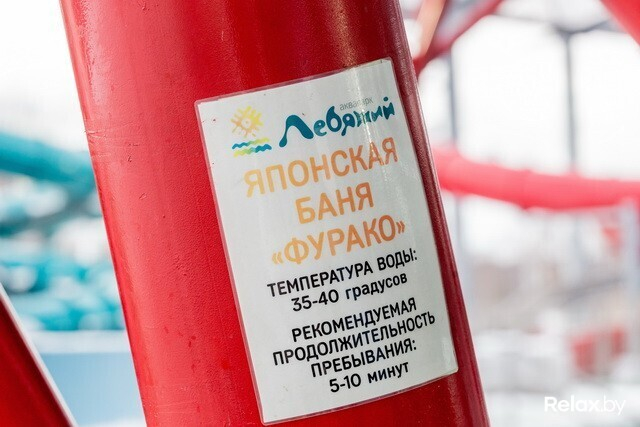 аквапарк
Лебяжий
ЯПОНСКАЯ
БАНЯ
«ФУРАКО»
ТЕМПЕРАТУРА ВОДЫ:
35-40 градусов
РЕКОМЕНДУЕМАЯ
ПРОДОЛЖИТЕЛЬНОСТЬ
ПРЕБЫВАНИЯ:
5-10 минут
Relax.by